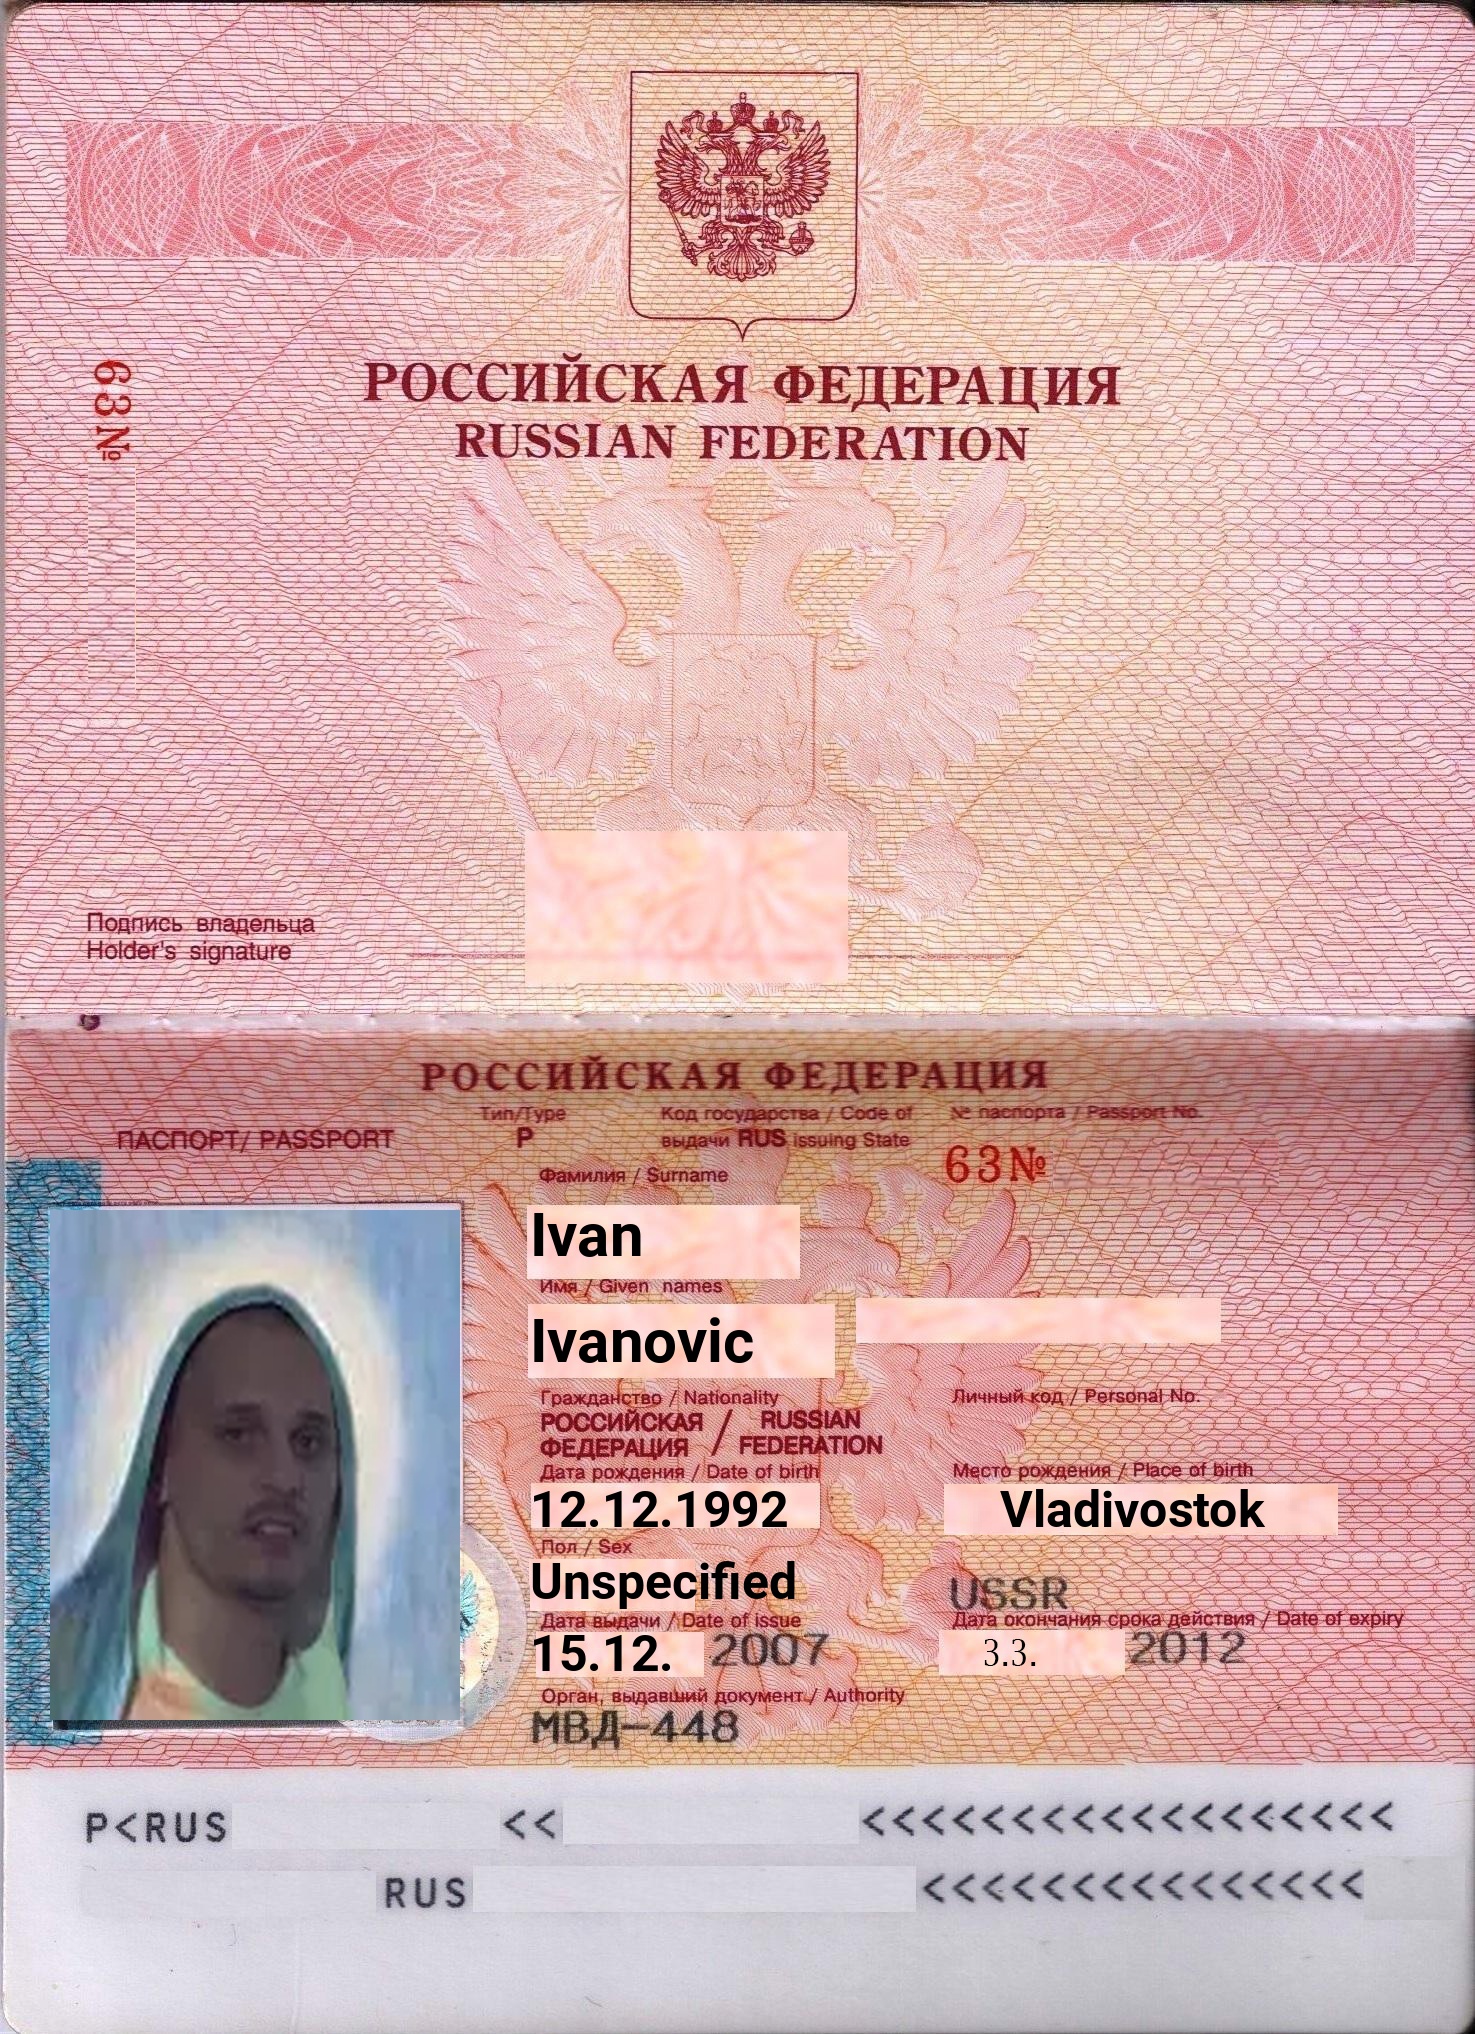 РОССИЙСКАЯ ФЕДЕРАЦИЯ
RUSSIAN FEDERATION
63№
Подпись владельца
Holder's signature
РОССИЙСКАЯ ФЕДЕРАЦИЯ
ПАСПОРТ/ PASSPORT
Тип/Type
P
Код государства / Code of
выдачи RUS issuing State
№ паспорта / Passport No.
63№
Фамилия / Surname
Ivan
Имя / Given names
Ivanovic
Гражданство / Nationality
РОССИЙСКАЯ / RUSSIAN
ФЕДЕРАЦИЯ / FEDERATION
Личный код / Personal No.
Дата рождения / Date of birth
12.12.1992
Место рождения / Place of birth
Vladivostok
Пол / Sex
Unspecified
USSR
Дата выдачи / Date of issue
15.12. 2007
Дата окончания срока действия / Date of expiry
3.3. 2012
Орган, выдавший документ / Authority
МВД-448
P<RUS << <<<<<<<<<<<<<<<<<<
RUS <<<<<<<<<<<<<<<